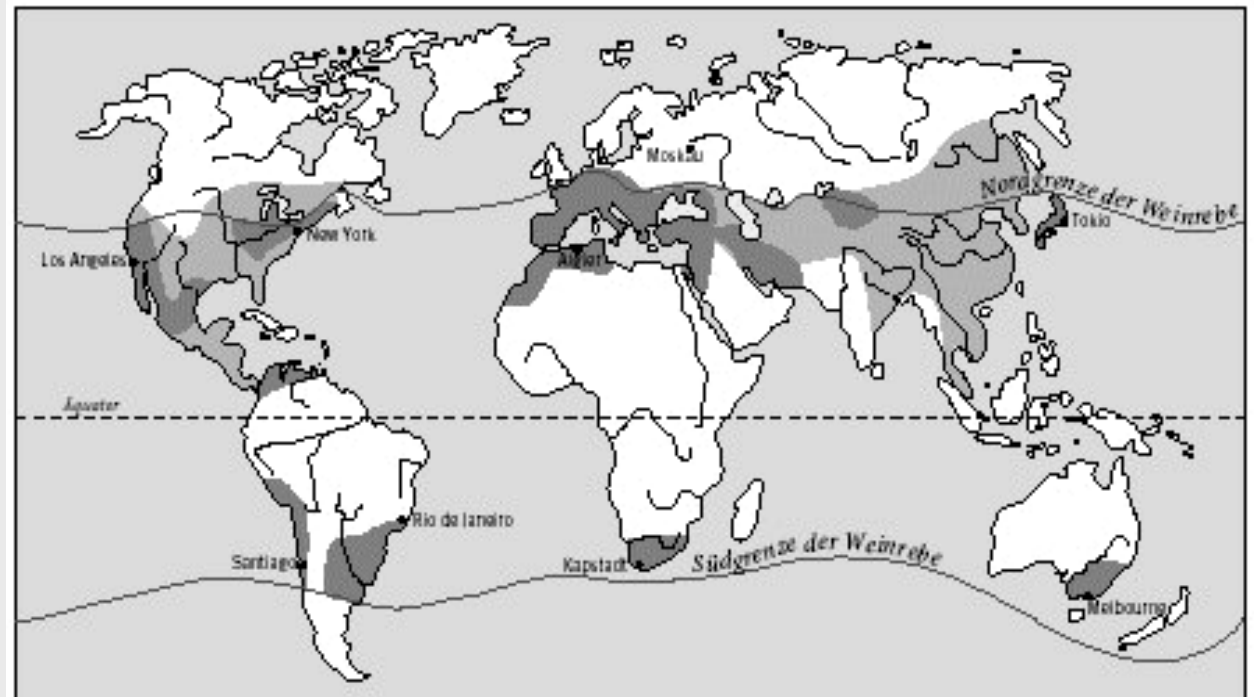 Moskau
Nordgrenze der Weinrebe
New York
Tokio
Los Angeles
Algier
Äquator
Rio de Janeiro
Santiago
Kapstadt
Südgrenze der Weinrebe
Melbourne